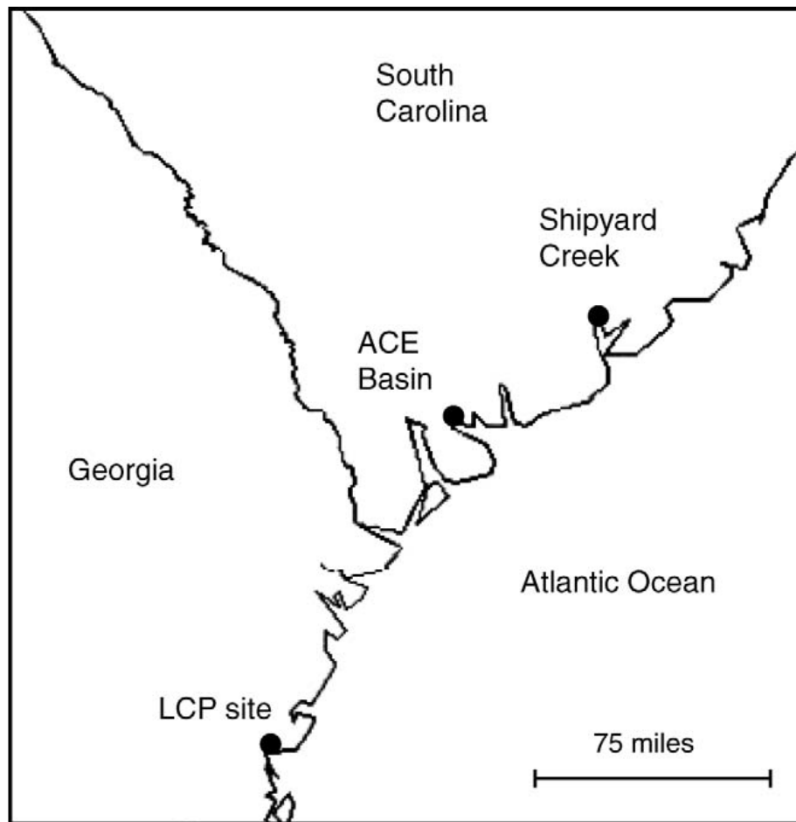 South
Carolina
Shipyard
Creek
ACE
Basin
Georgia
Atlantic Ocean
LCP site
75 miles